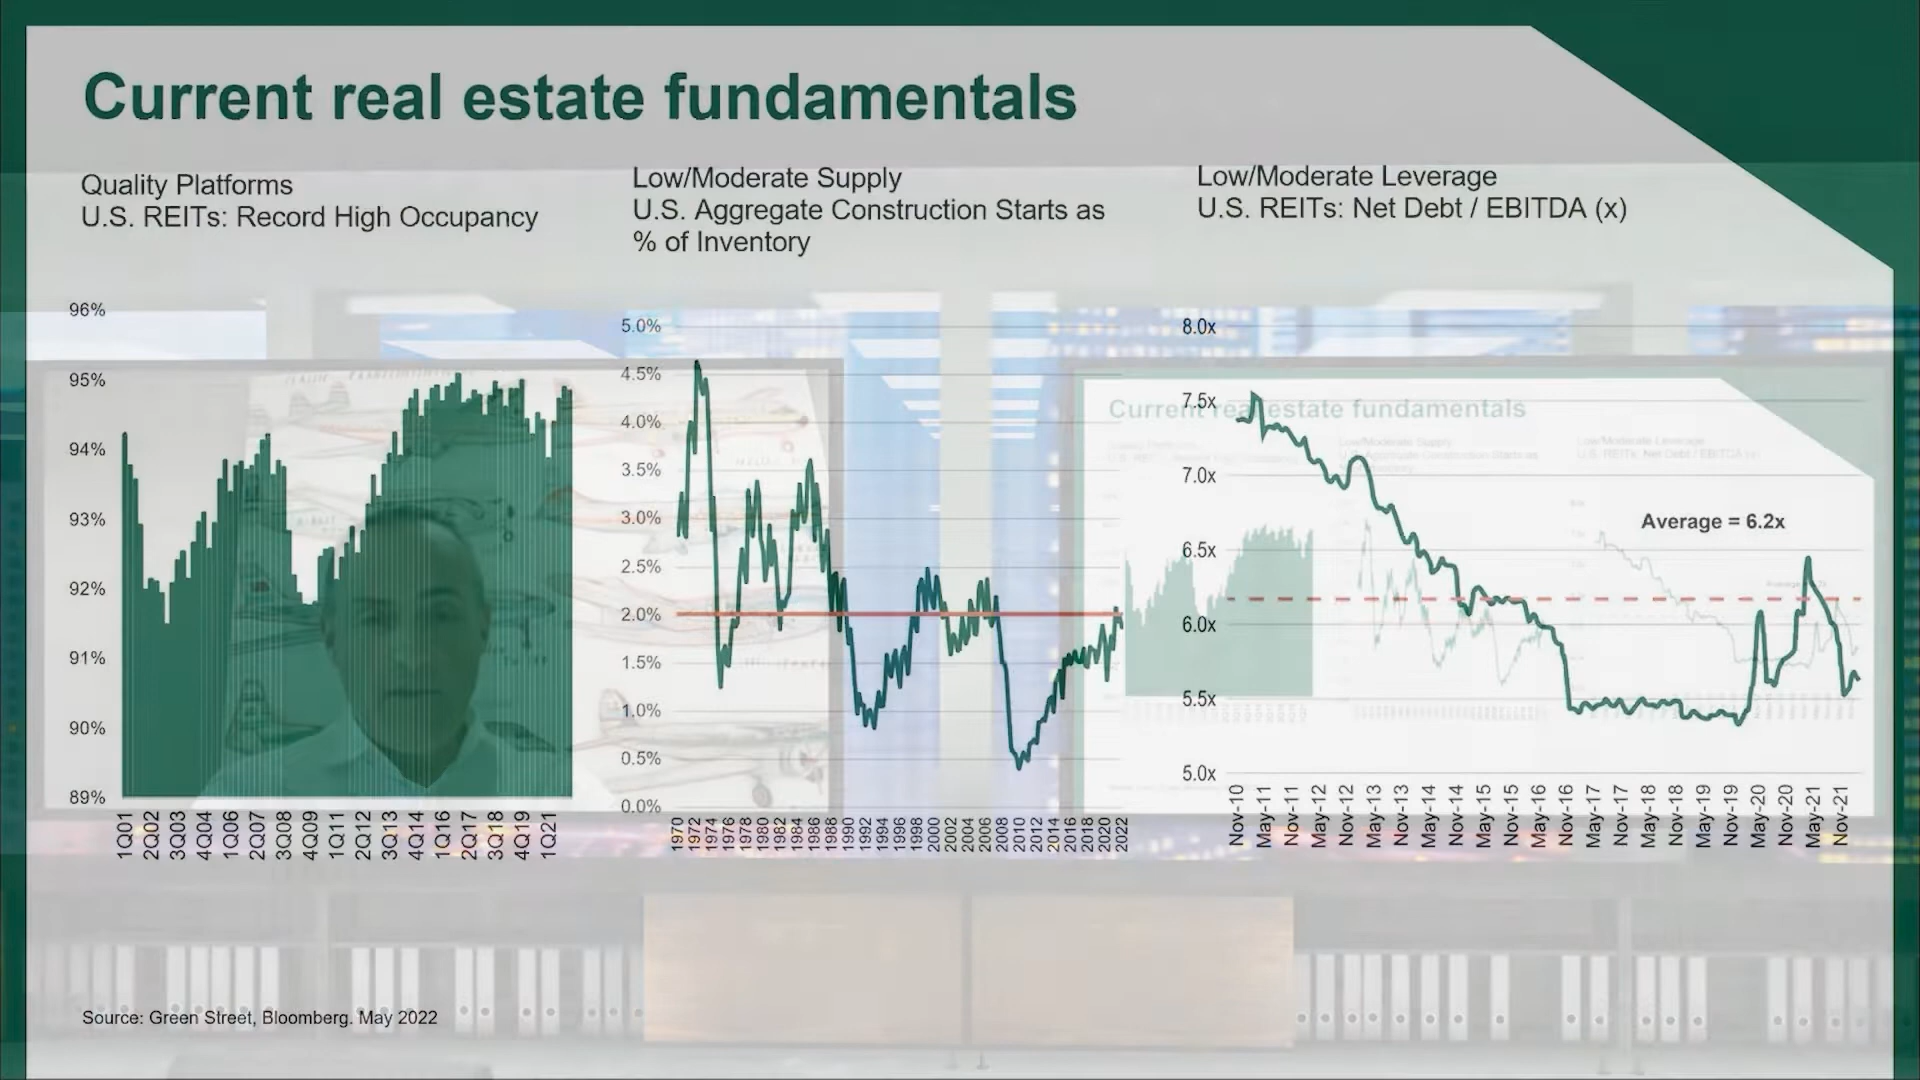 Current real estate fundamentals
Quality Platforms
U.S. REITs: Record High Occupancy
96%
95%
94%
93%
92%
91%
90%
89%
1Q01
2Q02
3Q03
4Q04
1Q06
2Q07
3Q08
4Q09
1Q11
2Q12
3Q13
4Q14
1Q16
2Q17
3Q18
4Q19
1Q21
Low/Moderate Supply
U.S. Aggregate Construction Starts as
% of Inventory
5.0%
4.5%
4.0%
3.5%
3.0%
2.5%
2.0%
1.5%
1.0%
0.5%
0.0%
1970
1972
1974
1976
1978
1980
1982
1984
1986
1988
1990
1992
1994
1996
1998
2000
2002
2004
2006
2008
2010
2012
2014
2016
2018
2020
2022
Low/Moderate Leverage
U.S. REITs: Net Debt / EBITDA (x)
8.0x
7.5x
7.0x
6.5x
6.0x
5.5x
5.0x
Average = 6.2x
Nov-10
May-11
Nov-11
May-12
Nov-12
May-13
Nov-13
May-14
Nov-14
May-15
Nov-15
May-16
Nov-16
May-17
Nov-17
May-18
Nov-18
May-19
Nov-19
May-20
Nov-20
May-21
Nov-21
Current real estate fundamentals
Source: Green Street, Bloomberg. May 2022